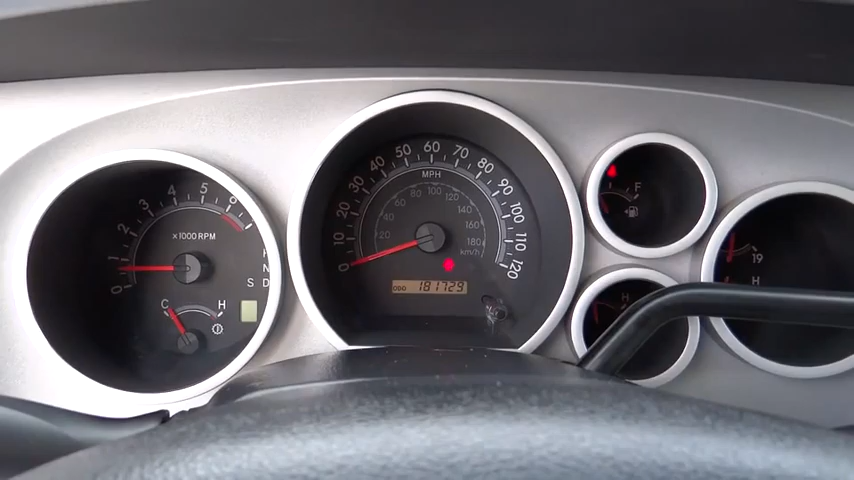 0 1 2 3 4 5 6
×1000 RPM
C H
N
S D
0 10 20 30 40 50 60 70 80 90 100 110 120
MPH
20 40 60 80 100 120 140 160 180
km/h
ODO 181729
F
H
19
H